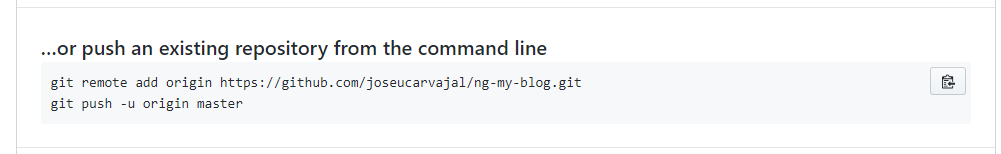 ...or push an existing repository from the command line
git remote add origin https://github.com/joseucarvajal/ng-my-blog.git
git push -u origin master